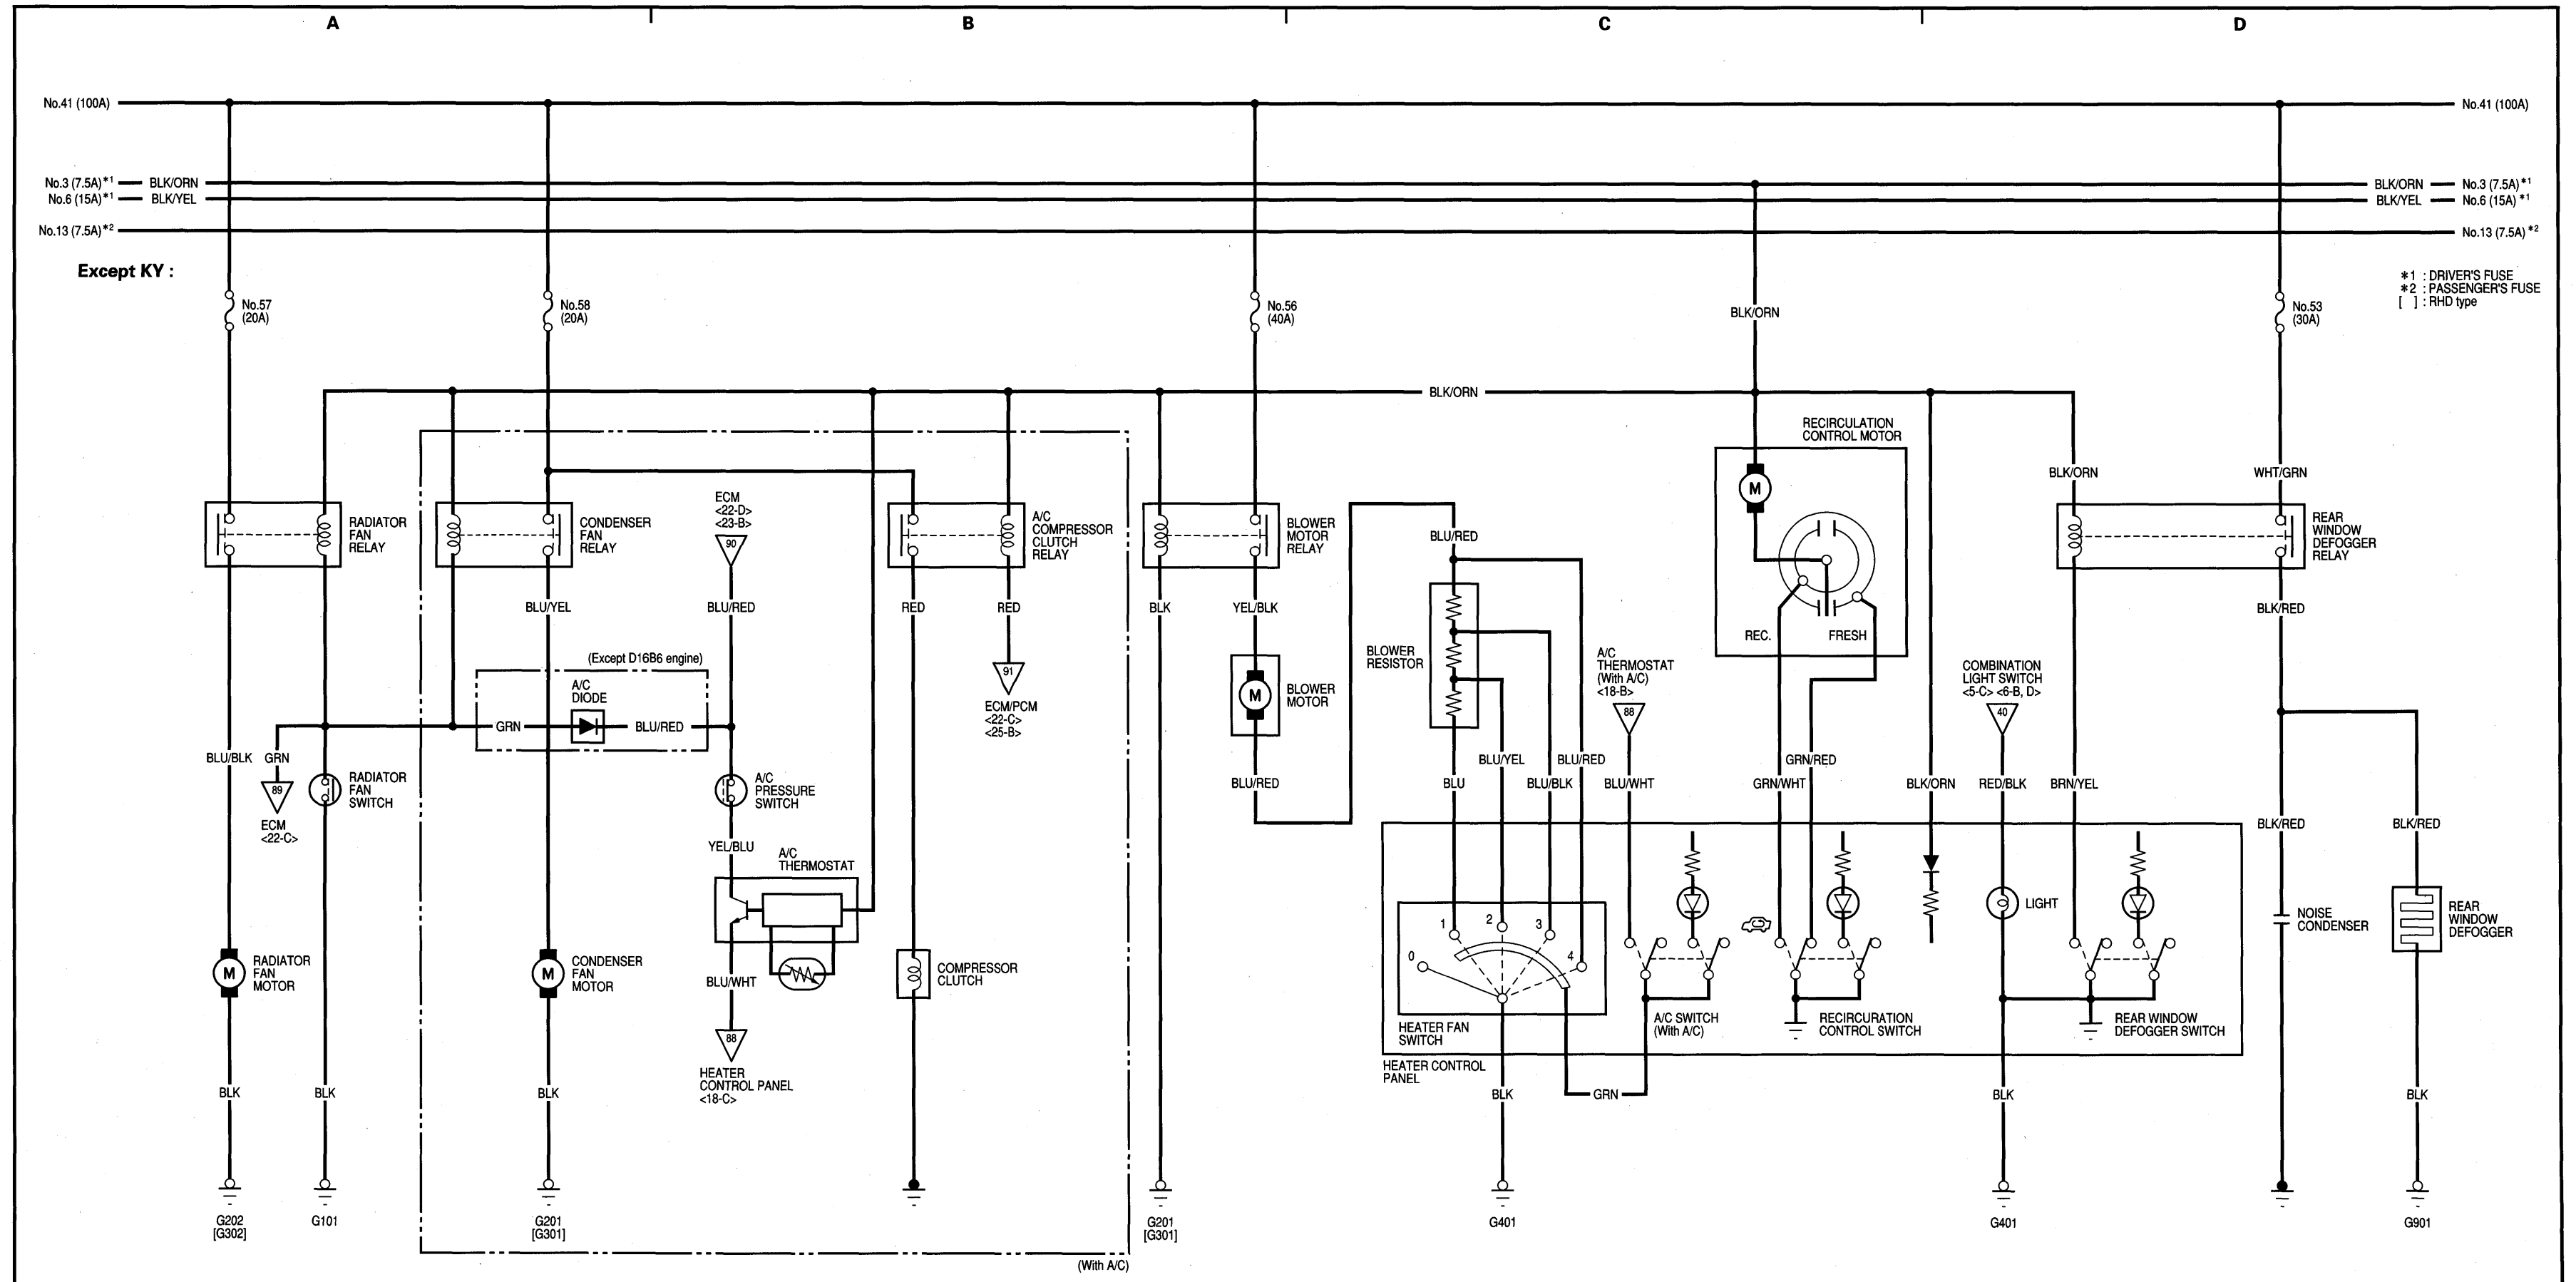 A
B
C
D
No.41 (100A)
No.41 (100A)
No.3 (7.5A)*1
BLK/ORN
BLK/ORN
No.3 (7.5A)*1
No.6 (15A)*1
BLK/YEL
BLK/YEL
No.6 (15A) *1
No.13 (7.5A)*2
No.13 (7.5A)*2
Except KY :
*1 : DRIVER'S FUSE
*2 : PASSENGER'S FUSE
[ ] : RHD type
No.57
(20A)
No.58
(20A)
No.56
(40A)
BLK/ORN
No.53
(30A)
BLK/ORN
RECIRCULATION
CONTROL MOTOR
M
REC.
FRESH
BLK/ORN
WHT/GRN
RADIATOR
FAN
RELAY
CONDENSER
FAN
RELAY
ECM
<22-D>
<23-B>
90
A/C
COMPRESSOR
CLUTCH
RELAY
BLOWER
MOTOR
RELAY
BLU/RED
REAR
WINDOW
DEFOGGER
RELAY
BLU/YEL
BLU/RED
RED
RED
BLK
YEL/BLK
BLK/RED
(Except D16B6 engine)
A/C
DIODE
GRN
BLU/RED
91
ECM/PCM
<22-C>
<25-B>
M
BLOWER
MOTOR
BLOWER
RESISTOR
A/C
THERMOSTAT
(With A/C)
<18-B>
88
COMBINATION
LIGHT SWITCH
<5-C> <6-B, D>
40
BLU/BLK
GRN
89
ECM
<22-C>
RADIATOR
FAN
SWITCH
A/C
PRESSURE
SWITCH
BLU/RED
BLU
BLU/YEL
BLU/BLK
BLU/RED
BLU/WHT
GRN/WHT
GRN/RED
BLK/ORN
RED/BLK
BRN/YEL
BLK/RED
BLK/RED
YEL/BLU
A/C
THERMOSTAT
BLU/WHT
88
HEATER
CONTROL PANEL
<18-C>
M
RADIATOR
FAN
MOTOR
M
CONDENSER
FAN
MOTOR
COMPRESSOR
CLUTCH
0
1
2
3
4
HEATER FAN
SWITCH
HEATER CONTROL
PANEL
A/C SWITCH
(With A/C)
RECIRCURATION
CONTROL SWITCH
LIGHT
REAR WINDOW
DEFOGGER SWITCH
NOISE
CONDENSER
REAR
WINDOW
DEFOGGER
BLK
BLK
BLK
BLK
GRN
BLK
BLK
G202
[G302]
G101
G201
[G301]
G201
[G301]
G401
G401
G901
(With A/C)